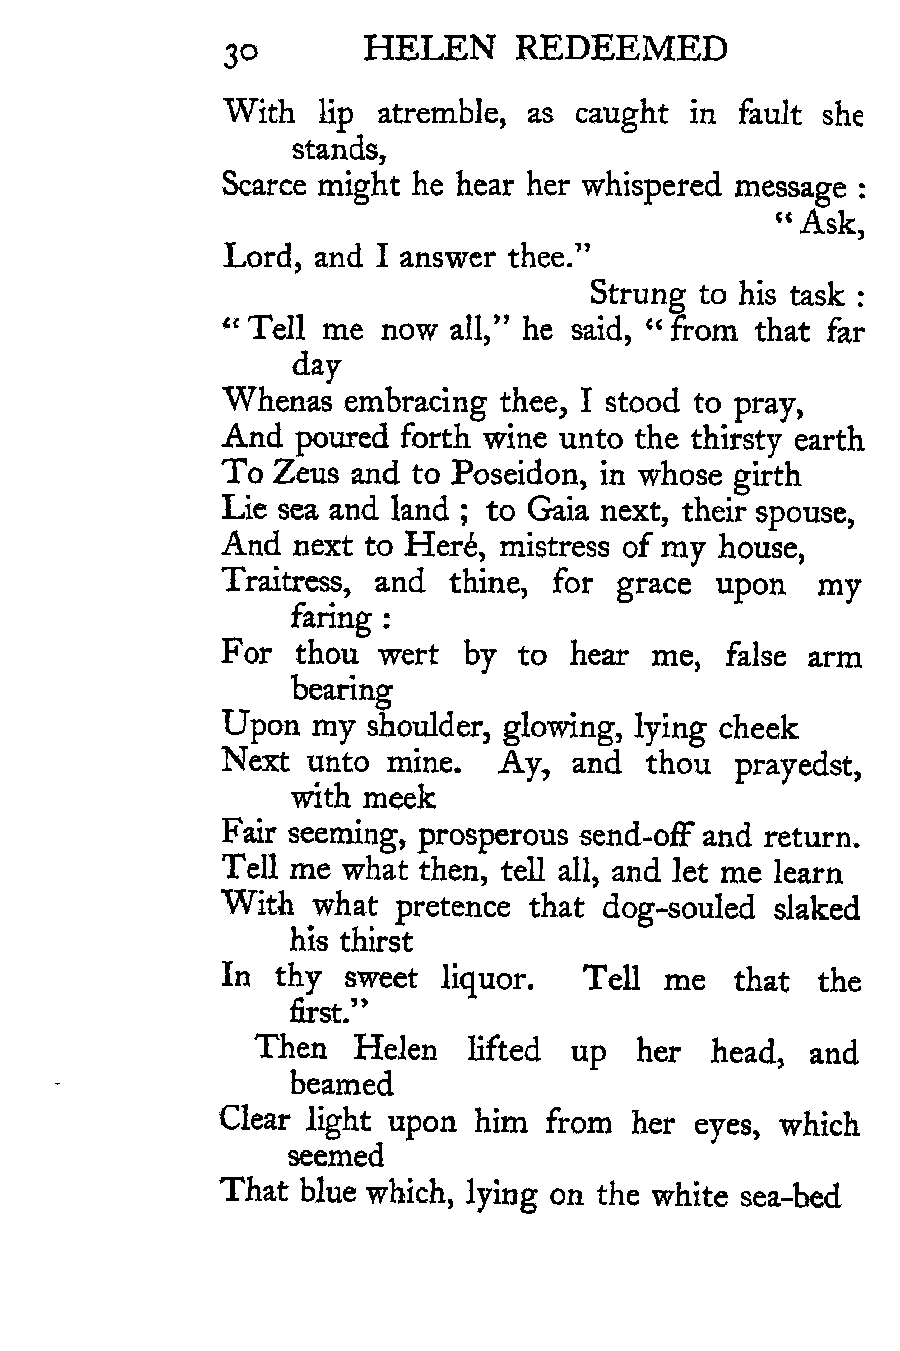 30 HELEN REDEEMED
With lip atremble, as caught in fault she
stands,
Scarce might he hear her whispered message :
“ Ask,
Lord, and I answer thee.”
Strung to his task :
“ Tell me now all,” he said, “ from that far
day
Whenas embracing thee, I stood to pray,
And poured forth wine unto the thirsty earth
To Zeus and to Poseidon, in whose girth
Lie sea and land ; to Gaia next, their spouse,
And next to Heré, mistress of my house,
Traitress, and thine, for grace upon my
faring :
For thou wert by to hear me, false arm
bearing
Upon my shoulder, glowing, lying cheek
Next unto mine. Ay, and thou prayedst,
with meek
Fair seeming, prosperous send-off and return.
Tell me what then, tell all, and let me learn
With what pretence that dog-souled slaked
his thirst
In thy sweet liquor. Tell me that the
first.”
Then Helen lifted up her head, and
beamed
Clear light upon him from her eyes, which
seemed
That blue which, lying on the white sea-bed